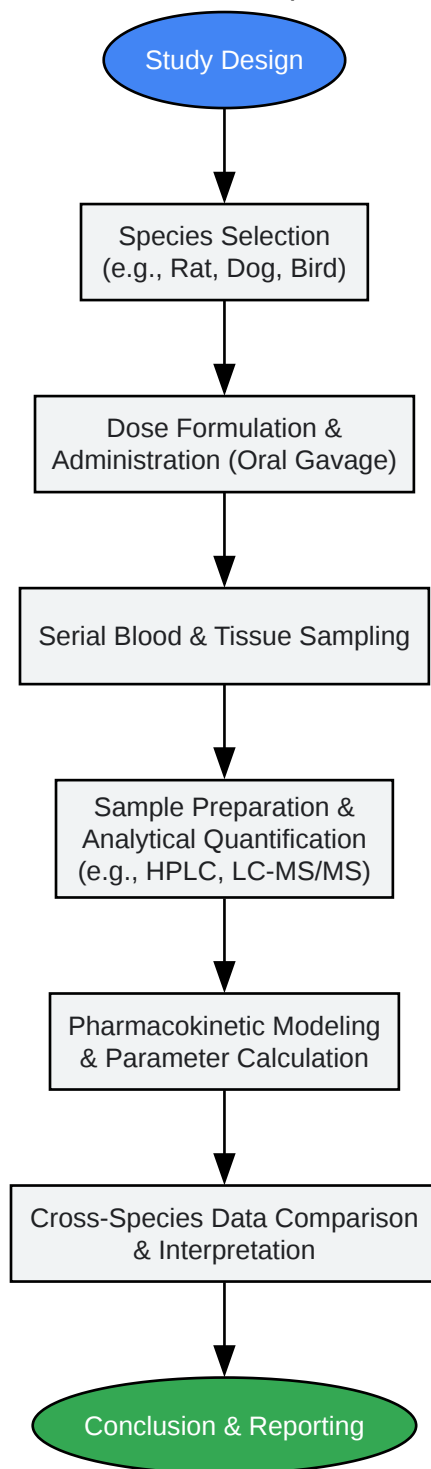 Study Design
Species Selection
(e.g., Rat, Dog, Bird)
Dose Formulation &
Administration (Oral Gavage)
Serial Blood & Tissue Sampling
Sample Preparation &
Analytical Quantification
(e.g., HPLC, LC-MS/MS)
Pharmacokinetic Modeling
& Parameter Calculation
Cross-Species Data Comparison
& Interpretation
Conclusion & Reporting